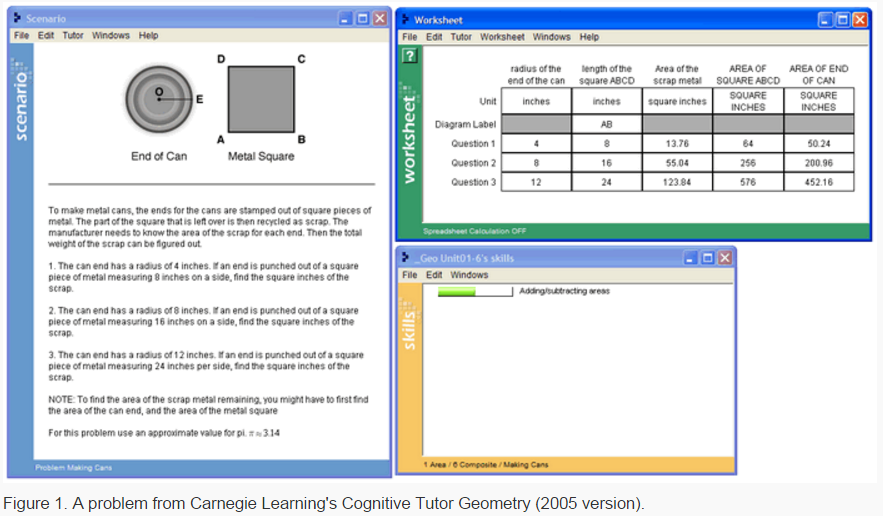 Scenario
File Edit Tutor Windows Help
scenario
D C
O E
A B
End of Can Metal Square
To make metal cans, the ends for the cans are stamped out of square pieces of
metal. The part of the square that is left over is then recycled as scrap. The
manufacturer needs to know the area of the scrap for each end. Then the total
weight of the scrap can be figured out.
1. The can end has a radius of 4 inches. If an end is punched out of a square
piece of metal measuring 8 inches on a side, find the square inches of the
scrap.
2. The can end has a radius of 8 inches. If an end is punched out of a square
piece of metal measuring 16 inches on a side, find the square inches of the
scrap.
3. The can end has a radius of 12 inches. If an end is punched out of a square
piece of metal measuring 24 inches per side, find the square inches of the
scrap.
NOTE: To find the area of the scrap metal remaining, you might have to first find
the area of the can end, and the area of the metal square
For this problem use an approximate value for pi. π ≈ 3.14
Problem Making Cans
Worksheet
File Edit Tutor Worksheet Windows Help
?
worksheet
radius of the length of the Area of the AREA OF AREA OF END
end of the can square ABCD scrap metal SQUARE ABCD OF CAN
Unit inches inches square inches SQUARE INCHES SQUARE INCHES
Diagram Label AB
Question 1 4 8 13.76 64 50.24
Question 2 8 16 55.04 256 200.96
Question 3 12 24 123.84 576 452.16
Spreadsheet Calculation OFF
_Geo Unit01-6's skills
File Edit Windows
skills
Adding/subtracting areas
1 Area / 6 Composite / Making Cans
Figure 1. A problem from Carnegie Learning's Cognitive Tutor Geometry (2005 version).